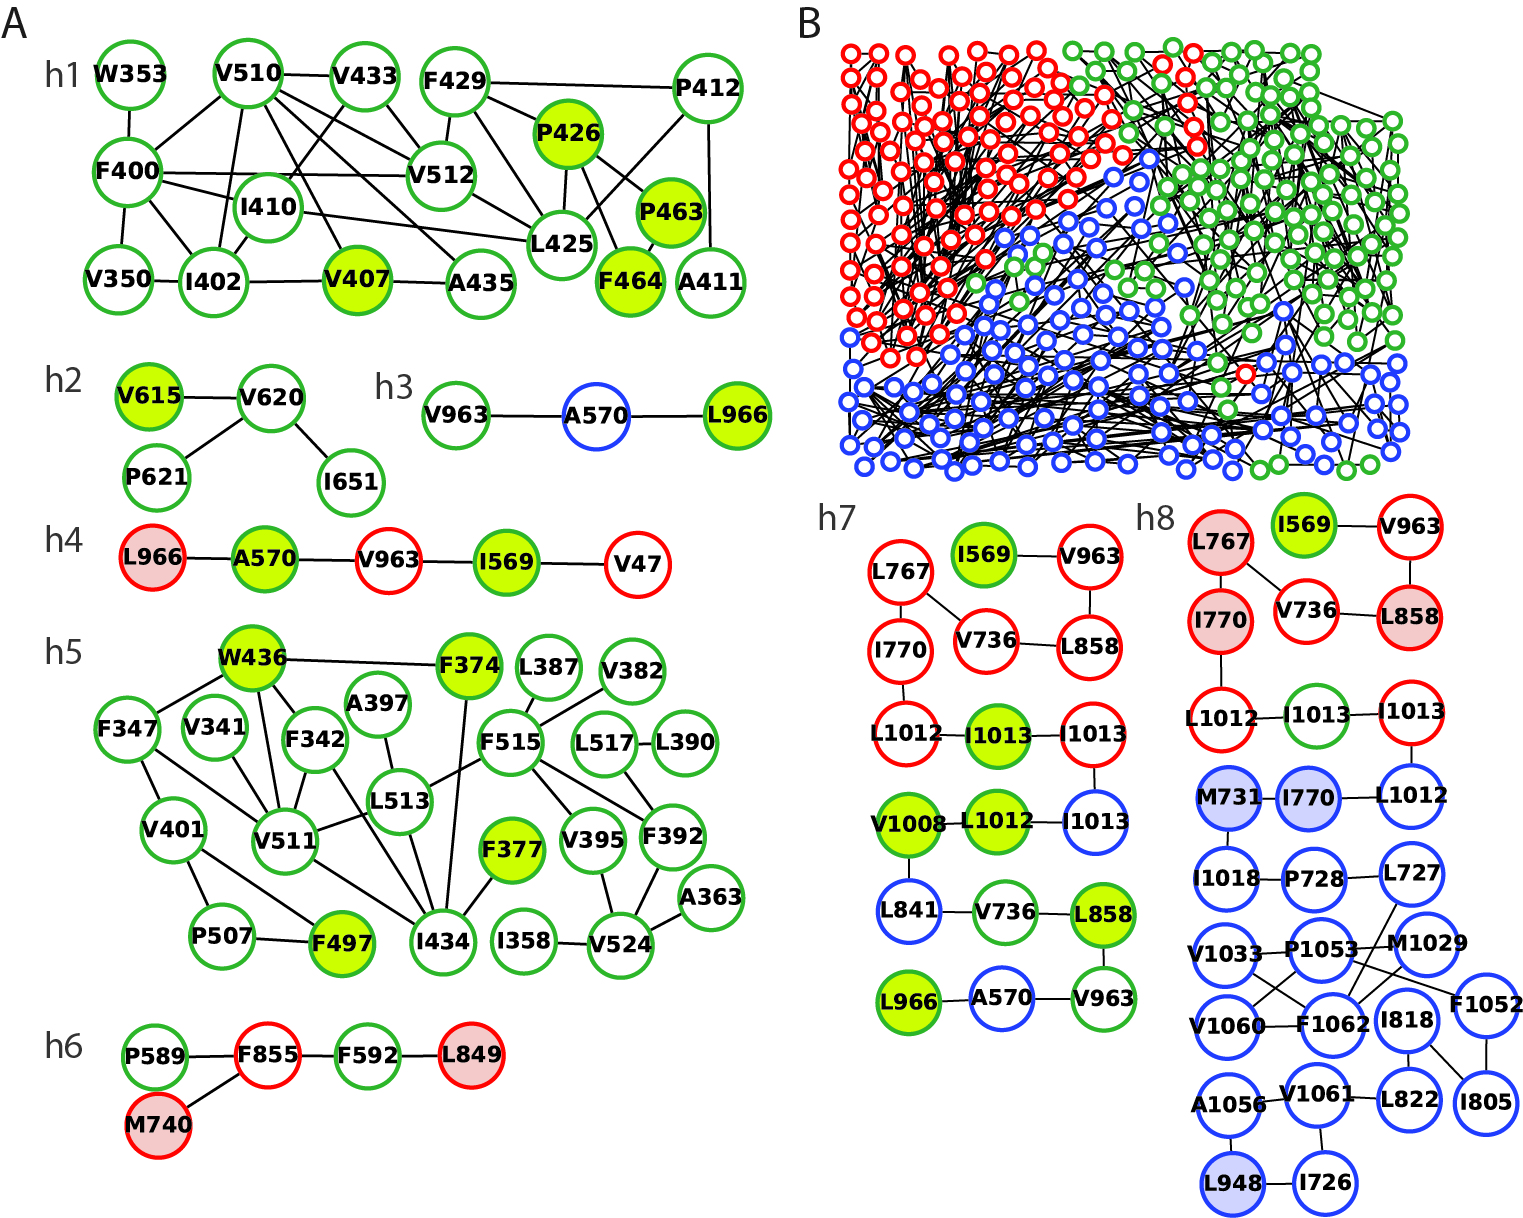 A
B
h1
W353
V510
V433
F429
P412
P426
F400
V512
I410
P463
L425
V350
I402
V407
A435
F464
A411
h2
V615
V620
P621
I651
h3
V963
A570
L966
h4
L966
A570
V963
I569
V47
h5
W436
F374
L387
V382
A397
F347
V341
F342
F515
L517
L390
L513
V401
V511
F377
V395
F392
A363
P507
F497
I434
I358
V524
h6
P589
F855
F592
L849
M740
h7
L767
I569
V963
I770
V736
L858
L1012
I1013
I1013
V1008
L1012
I1013
L841
V736
L858
L966
A570
V963
h8
L767
I569
V963
I770
V736
L858
L1012
I1013
I1013
M731
I770
L1012
I1018
P728
L727
V1033
P1053
M1029
V1060
F1062
I818
F1052
A1056
V1061
L822
I805
L948
I726